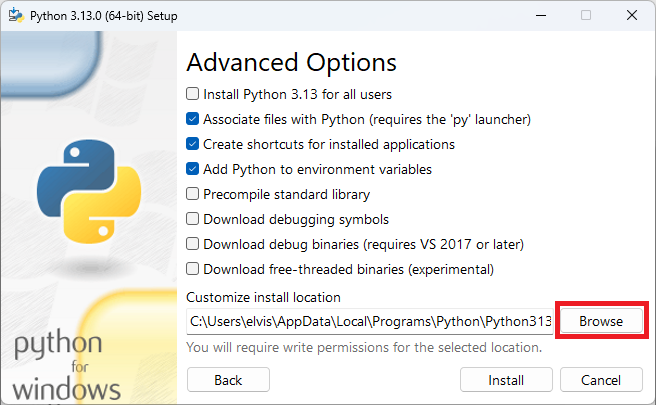 Python 3.13.0 (64-bit) Setup
Advanced Options
Install Python 3.13 for all users
Associate files with Python (requires the 'py' launcher)
Create shortcuts for installed applications
Add Python to environment variables
Precompile standard library
Download debugging symbols
Download debug binaries (requires VS 2017 or later)
Download free-threaded binaries (experimental)
Customize install location
C:\Users\elvis\AppData\Local\Programs\Python\Python313
Browse
You will require write permissions for the selected location.
python
for
windows
Back
Install
Cancel